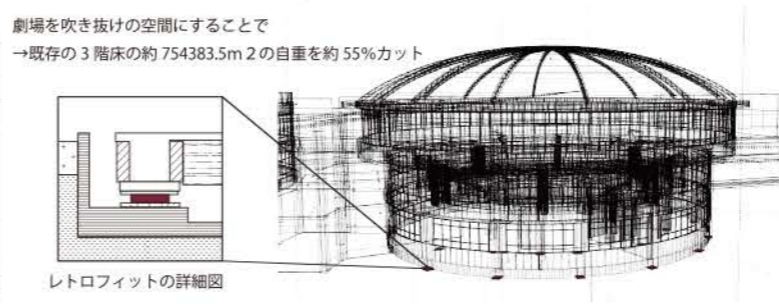 劇場を吹き抜けの空間にすることで
→既存の 3 階床の約 754383.5m 2 の自重を約 55%カット
レトロフィットの詳細図